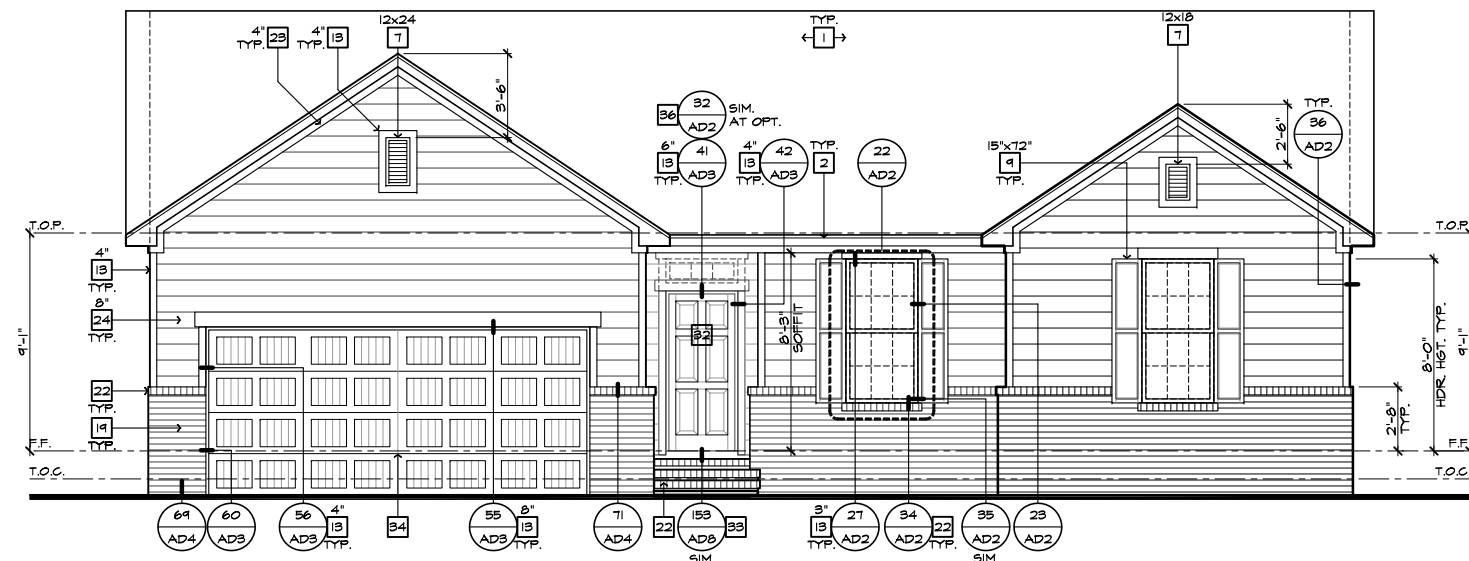 12x24
4"
TYP.
23
4"
TYP.
13
7
TYP.
1
12x18
7
3'-6"
36
32
AD2
SIM.
AT OPT.
6"
13
TYP.
41
AD3
4"
13
TYP.
42
AD3
TYP.
2
22
AD2
15"x72"
9
TYP.
2'-6"
TYP.
36
AD2
T.O.P.
T.O.P.
4"
13
TYP.
8"
24
TYP.
9'-1"
32
8'-3"
SOFFIT
8'-0"
HDR. HGT. TYP.
9'-1"
22
TYP.
19
TYP.
2'-8"
TYP.
F.F.
F.F.
T.O.C.
T.O.C.
69
AD4
60
AD3
56
AD3
4"
13
TYP.
34
55
AD3
8"
13
TYP.
71
AD4
22
153
AD8
SIM.
33
3"
13
TYP.
27
AD2
34
AD2
22
TYP.
35
AD2
SIM.
23
AD2